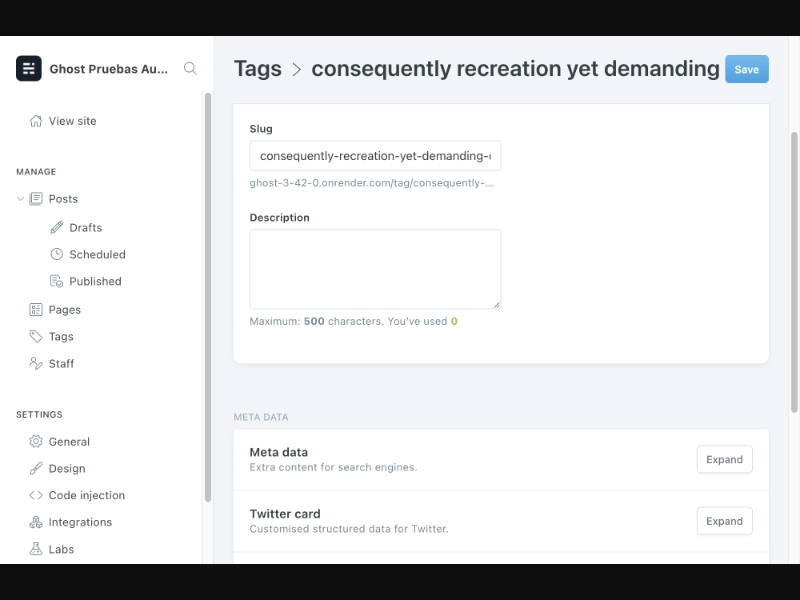 Ghost Pruebas Au...
View site
MANAGE
Posts
Drafts
Scheduled
Published
Pages
Tags
Staff
SETTINGS
General
Design
Code injection
Integrations
Labs
Tags > consequently recreation yet demanding
Save
Slug
consequently-recreation-yet-demanding-
ghost-3-42-0.onrender.com/tag/consequently-...
Description
Maximum: 500 characters. You've used 0
META DATA
Meta data
Extra content for search engines.
Expand
Twitter card
Customised structured data for Twitter.
Expand